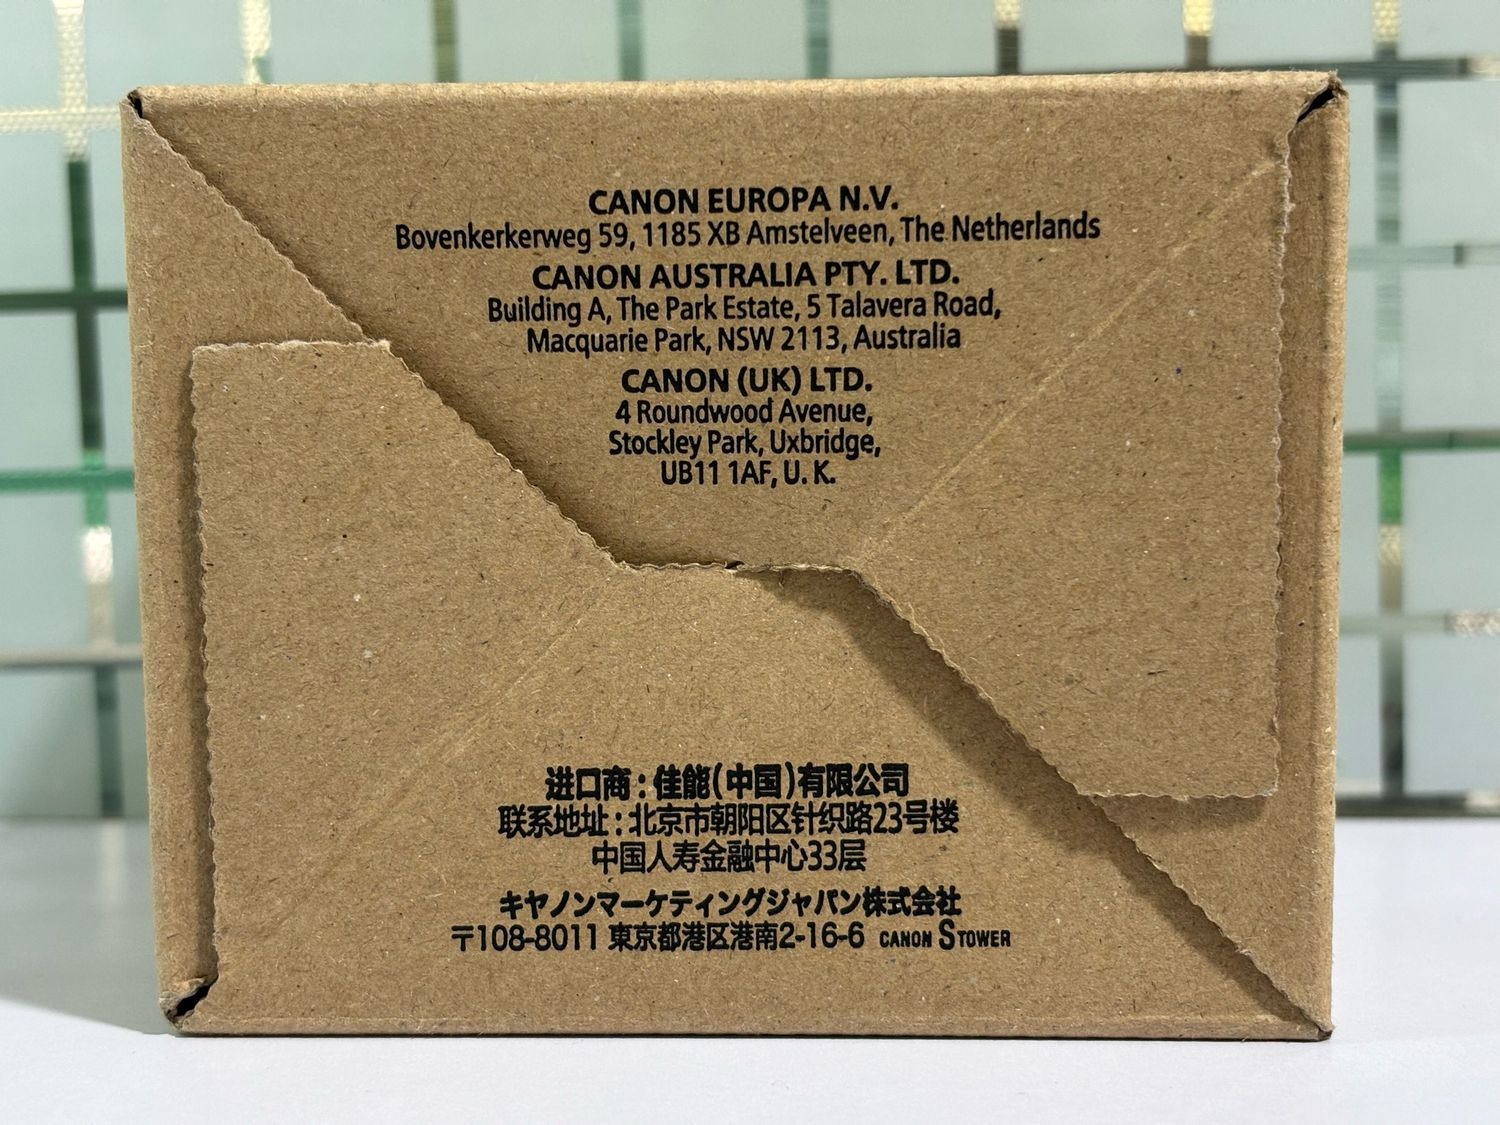 CANON EUROPA N.V.
Bovenkerkerweg 59, 1185 XB Amstelveen, The Netherlands
CANON AUSTRALIA PTY. LTD.
Building A, The Park Estate, 5 Talavera Road,
Macquarie Park, NSW 2113, Australia
CANON (UK) LTD.
4 Roundwood Avenue,
Stockley Park, Uxbridge,
UB11 1AF, U. K.
进口商：佳能（中国）有限公司
联系地址：北京市朝阳区针织路23号楼
中国人寿金融中心33层
キヤノンマーケティングジャパン株式会社
〒108-8011 東京都港区港南2-16-6 CANON S TOWER